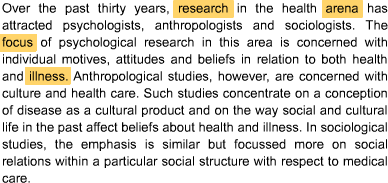 Over the past thirty years, research in the health arena has
attracted psychologists, anthropologists and sociologists. The
focus of psychological research in this area is concerned with
individual motives, attitudes and beliefs in relation to both health
and illness. Anthropological studies, however, are concerned with
culture and health care. Such studies concentrate on a conception
of disease as a cultural product and on the way social and cultural
life in the past affect beliefs about health and illness. In sociological
studies, the emphasis is similar but focussed more on social
relations within a particular social structure with respect to medical
care.